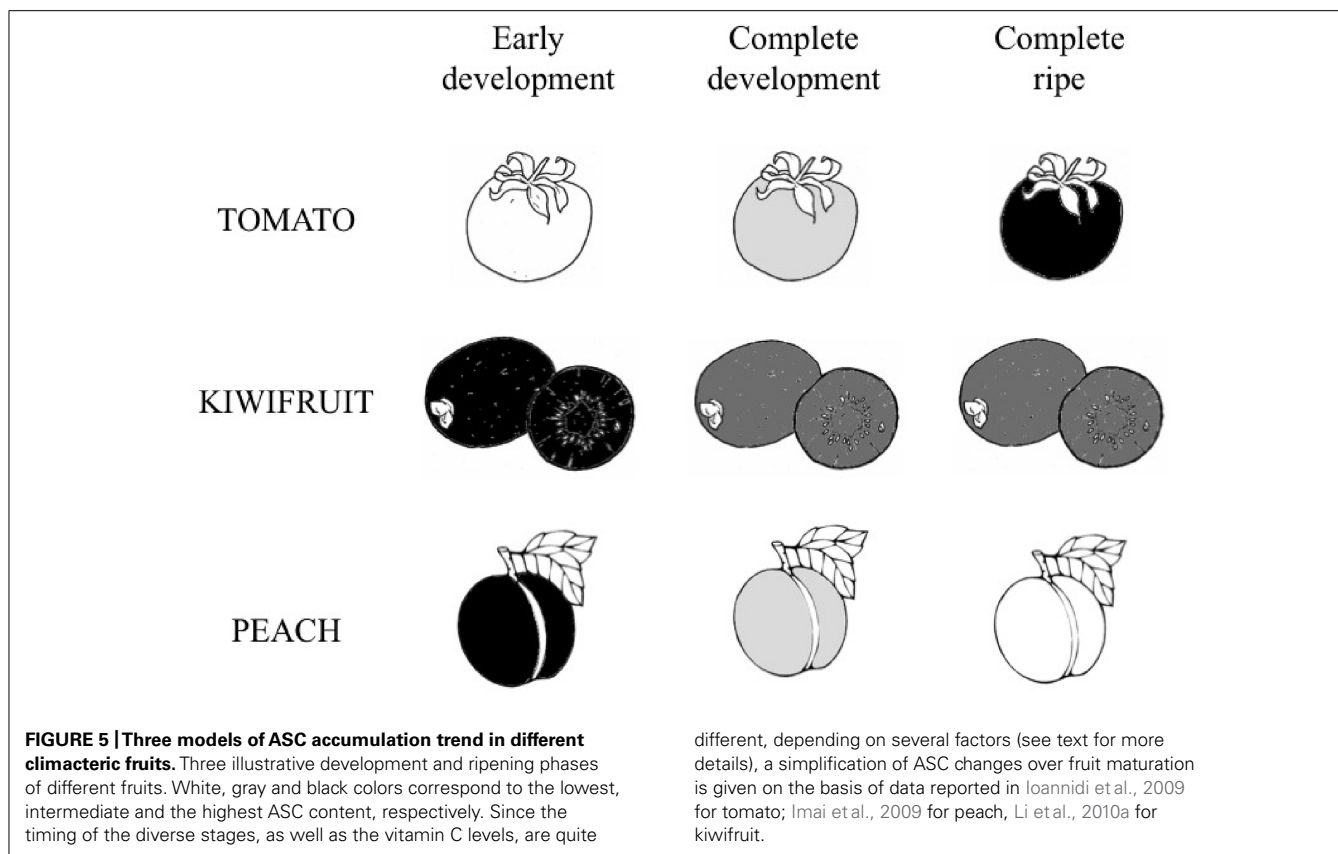 Early
development
Complete
development
Complete
ripe
TOMATO
KIWIFRUIT
PEACH
FIGURE 5 | Three models of ASC accumulation trend in different
climacteric fruits. Three illustrative development and ripening phases
of different fruits. White, gray and black colors correspond to the lowest,
intermediate and the highest ASC content, respectively. Since the
timing of the diverse stages, as well as the vitamin C levels, are quite
different, depending on several factors (see text for more
details), a simplification of ASC changes over fruit maturation
is given on the basis of data reported in Ioannidi et al., 2009
for tomato; Imai et al., 2009 for peach, Li et al., 2010a for
kiwifruit.